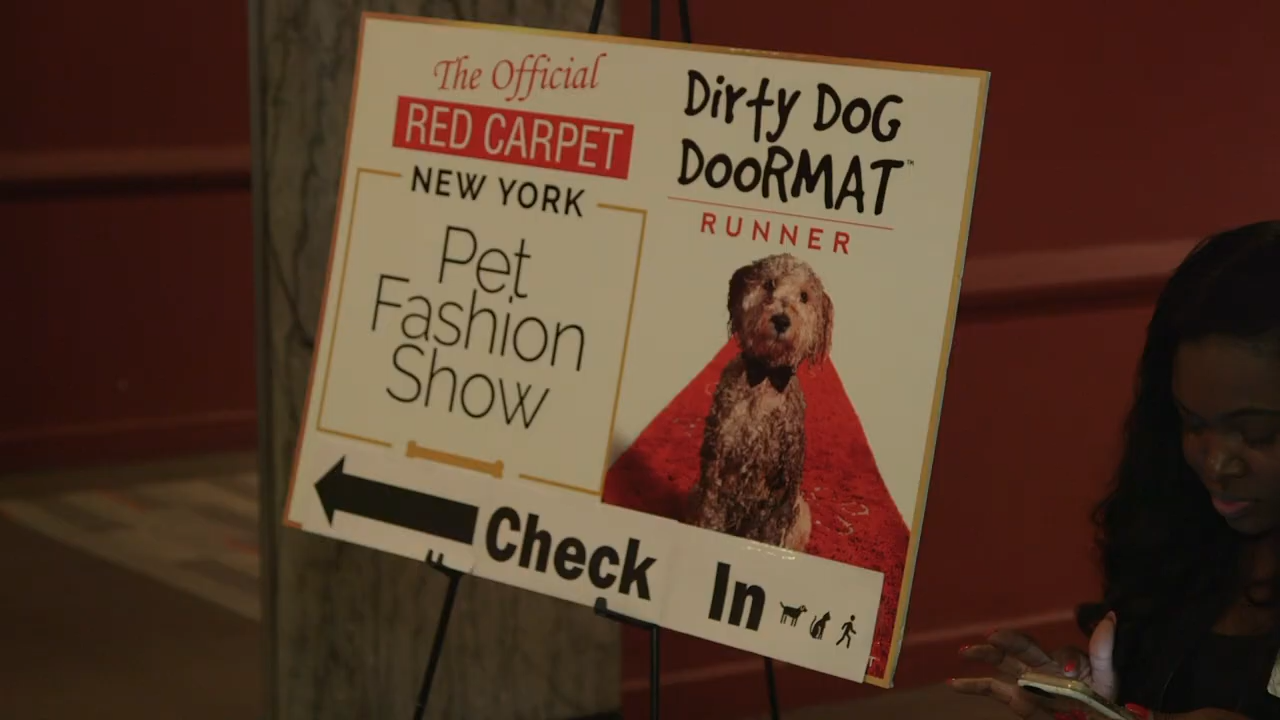 The Official
RED CARPET
NEW YORK
Pet
Fashion
Show
Dirty DoG
DooRMAT™
RUNNER
Check In